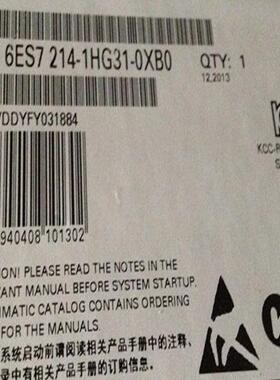 6ES7 214-1HG31-0XB0
QTY: 1
12.2013
VDDYFY031884
KCC-R
S
940408 101302
ION! PLEASE READ THE NOTES IN THE
VANT MANUAL BEFORE SYSTEM STARTUP.
IMATIC CATALOG CONTAINS ORDERING
FOR THE MANUALS.
系统启动前请阅读相关产品手册中的注释、
录中有相关产品手册的订购信息。